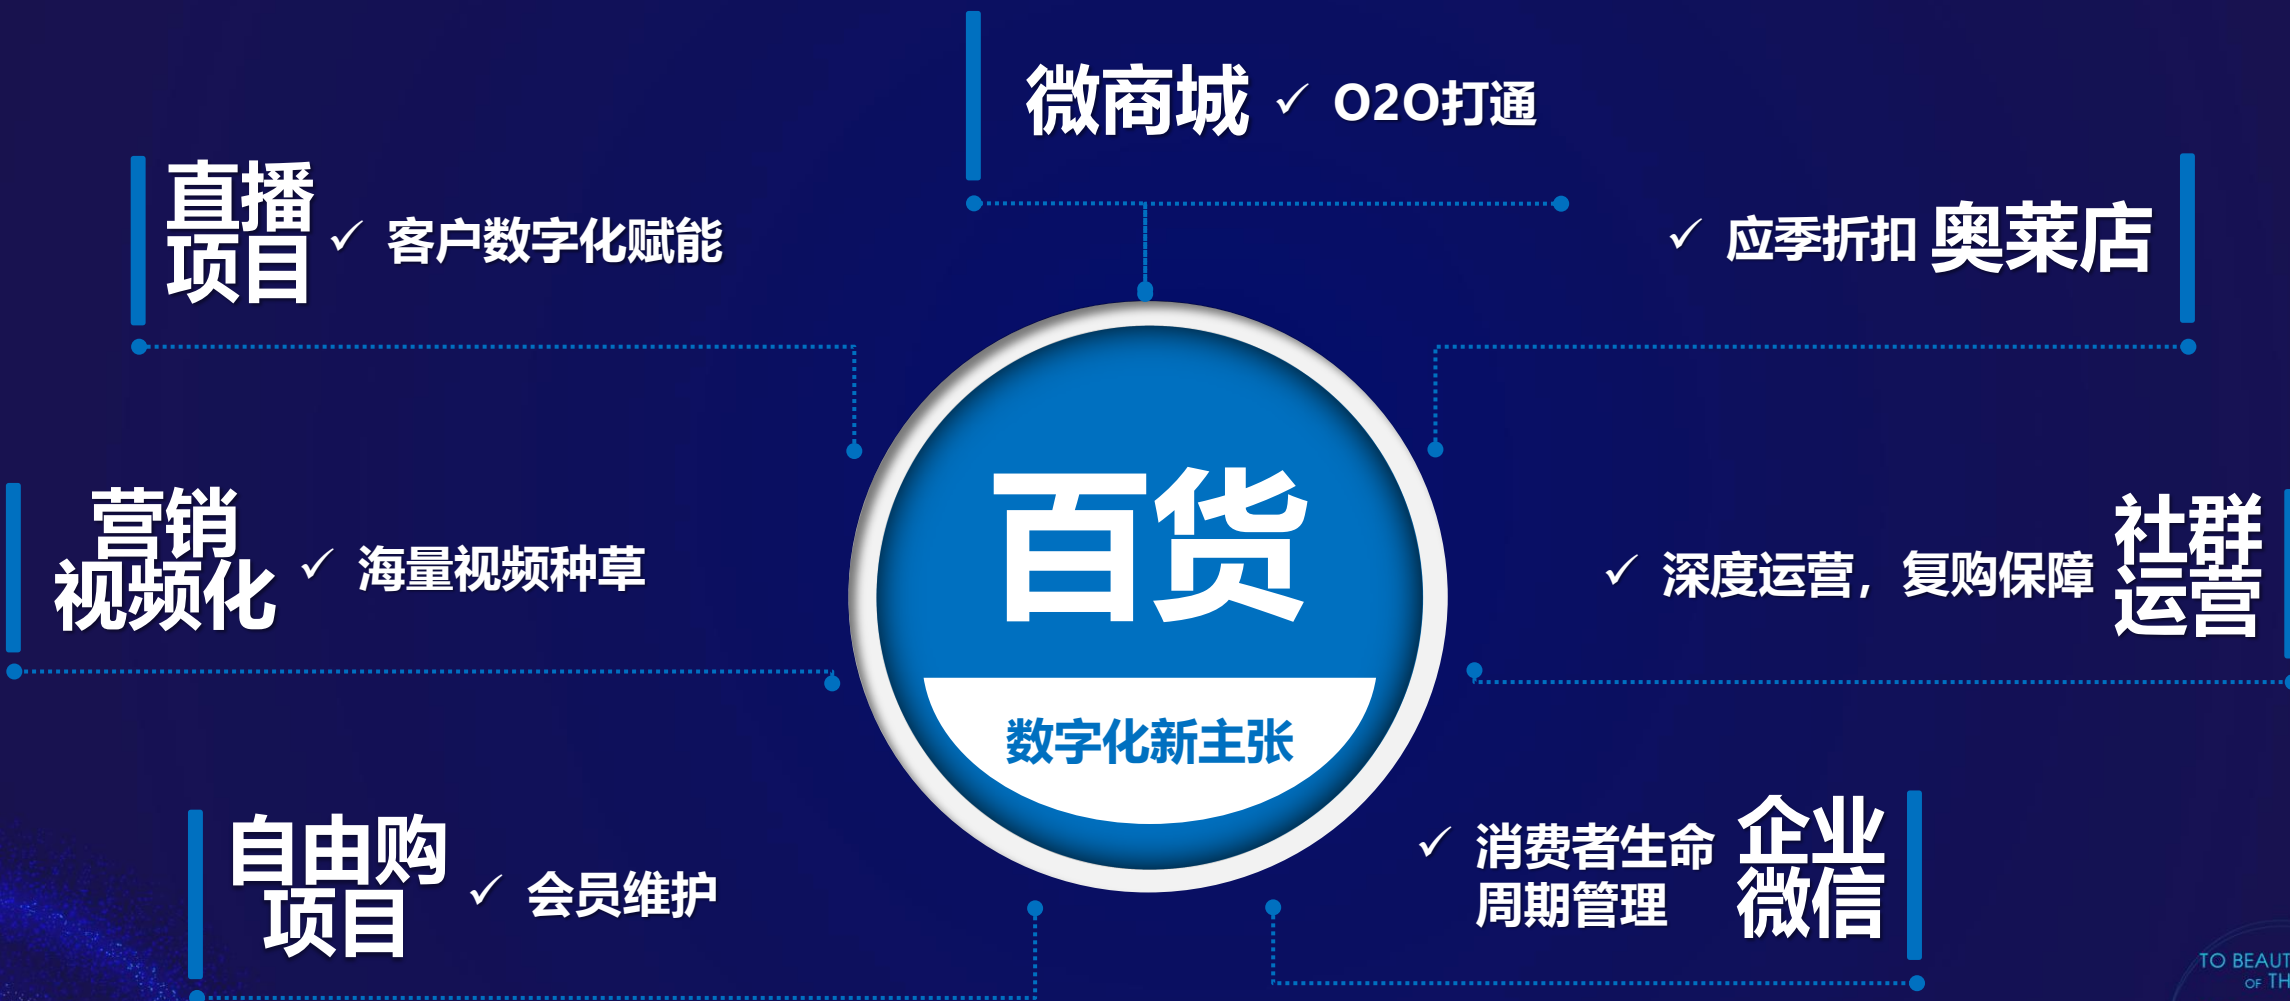 微商城
✓ O2O打通
直播
项目
✓ 客户数字化赋能
✓ 应季折扣
奥莱店
营销
视频化
✓ 海量视频种草
百货
数字化新主张
✓ 深度运营，复购保障
社群
运营
自由购
项目
✓ 会员维护
✓ 消费者生命
周期管理
企业
微信
TO
OF